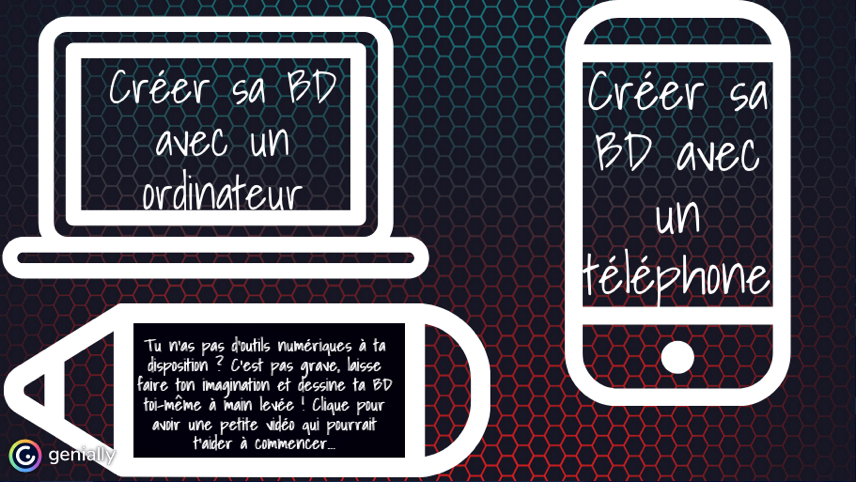 Créer sa BD
avec un
ordinateur
Créer sa
BD avec
un
téléphone
Tu n'as pas d'outils numériques à ta
disposition ? C'est pas grave, laisse
faire ton imagination et dessine ta BD
toi-même à main levée ! Clique pour
avoir une petite vidéo qui pourrait
t'aider à commencer...
genially